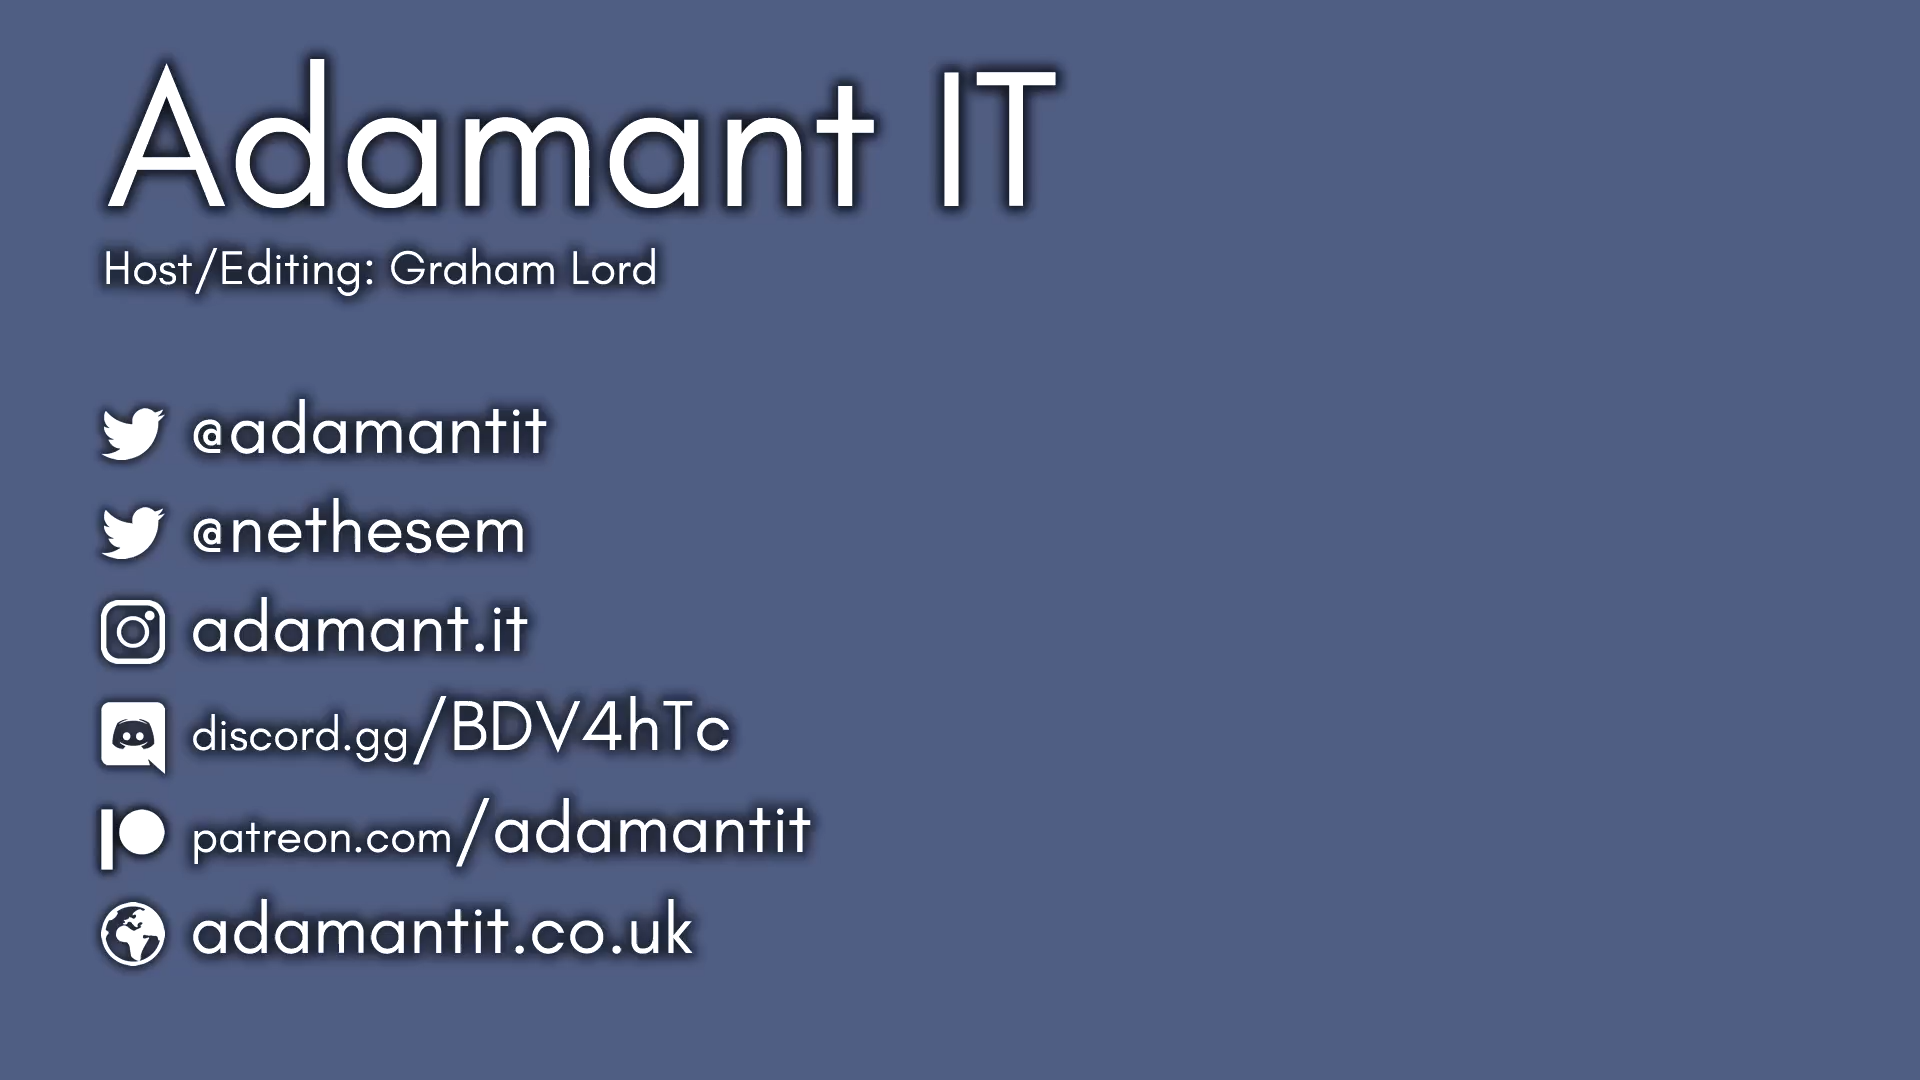 Adamant IT
Host/Editing: Graham Lord
@adamantit
@nethesem
adamant.it
discord.gg/BDV4hTc
patreon.com/adamantit
adamantit.co.uk